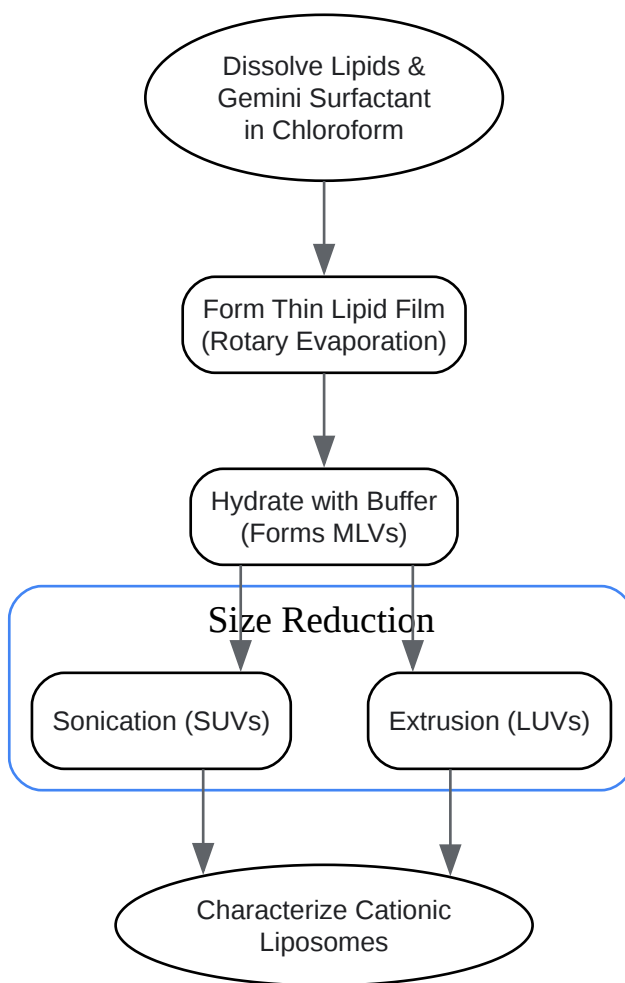 Dissolve Lipids &
Gemini Surfactant
in Chloroform
Form Thin Lipid Film
(Rotary Evaporation)
Hydrate with Buffer
(Forms MLVs)
Size Reduction
Sonication (SUVs)
Extrusion (LUVs)
Characterize Cationic
Liposomes